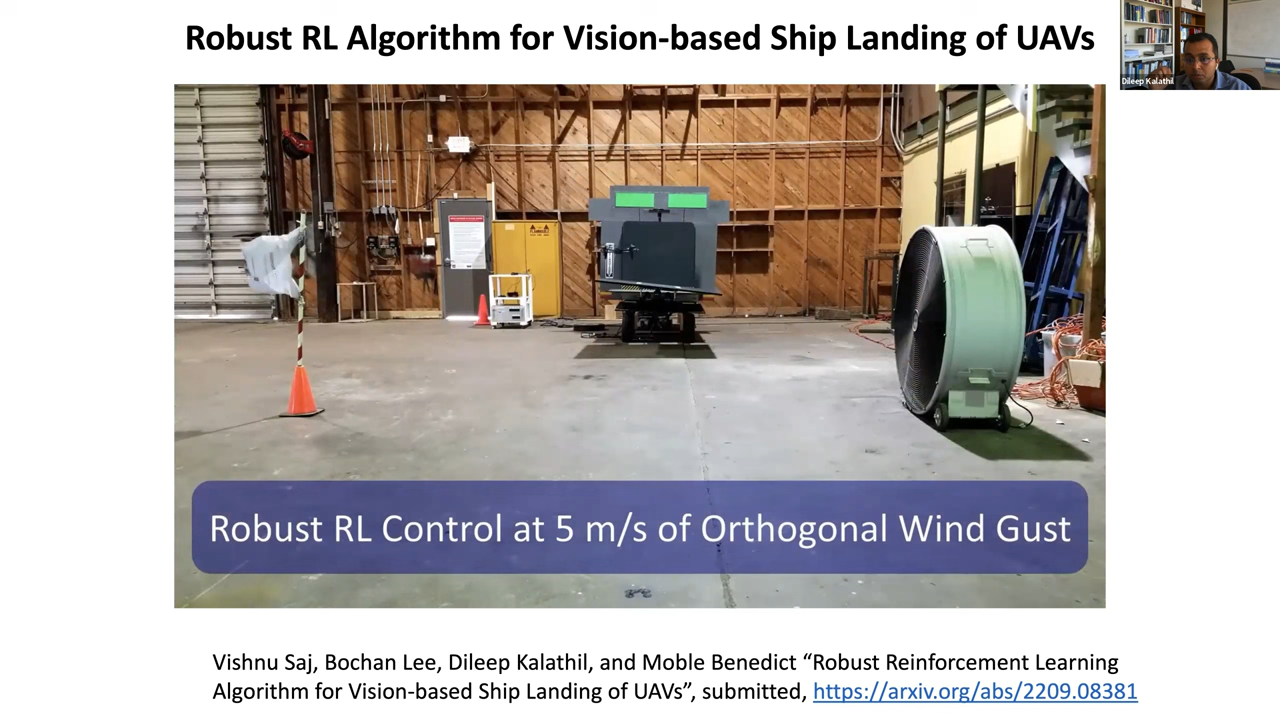 Robust RL Algorithm for Vision-based Ship Landing of UAVs
Dileep Kalathil
Robust RL Control at 5 m/s of Orthogonal Wind Gust
Vishnu Saj, Bochan Lee, Dileep Kalathil, and Moble Benedict “Robust Reinforcement Learning
Algorithm for Vision-based Ship Landing of UAVs”, submitted, https://arxiv.org/abs/2209.08381